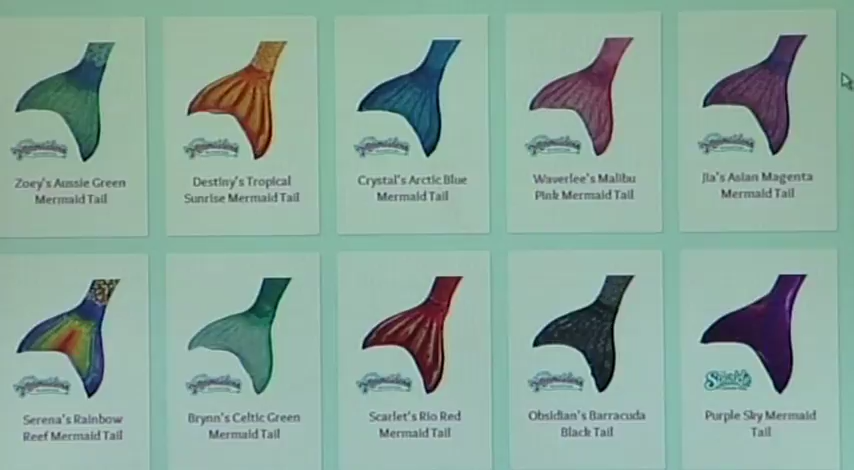 Zoey's Aussie Green
Mermaid Tail
Destiny's Tropical
Sunrise Mermaid Tail
Crystal's Arctic Blue
Mermaid Tail
Waverlee's Malibu
Pink Mermaid Tail
Jia's Asian Magenta
Mermaid Tail
Serena's Rainbow
Reef Mermaid Tail
Brynn's Celtic Green
Mermaid Tail
Scarlet's Rio Red
Mermaid Tail
Obsidian's Barracuda
Black Tail
Purple Sky Mermaid
Tail